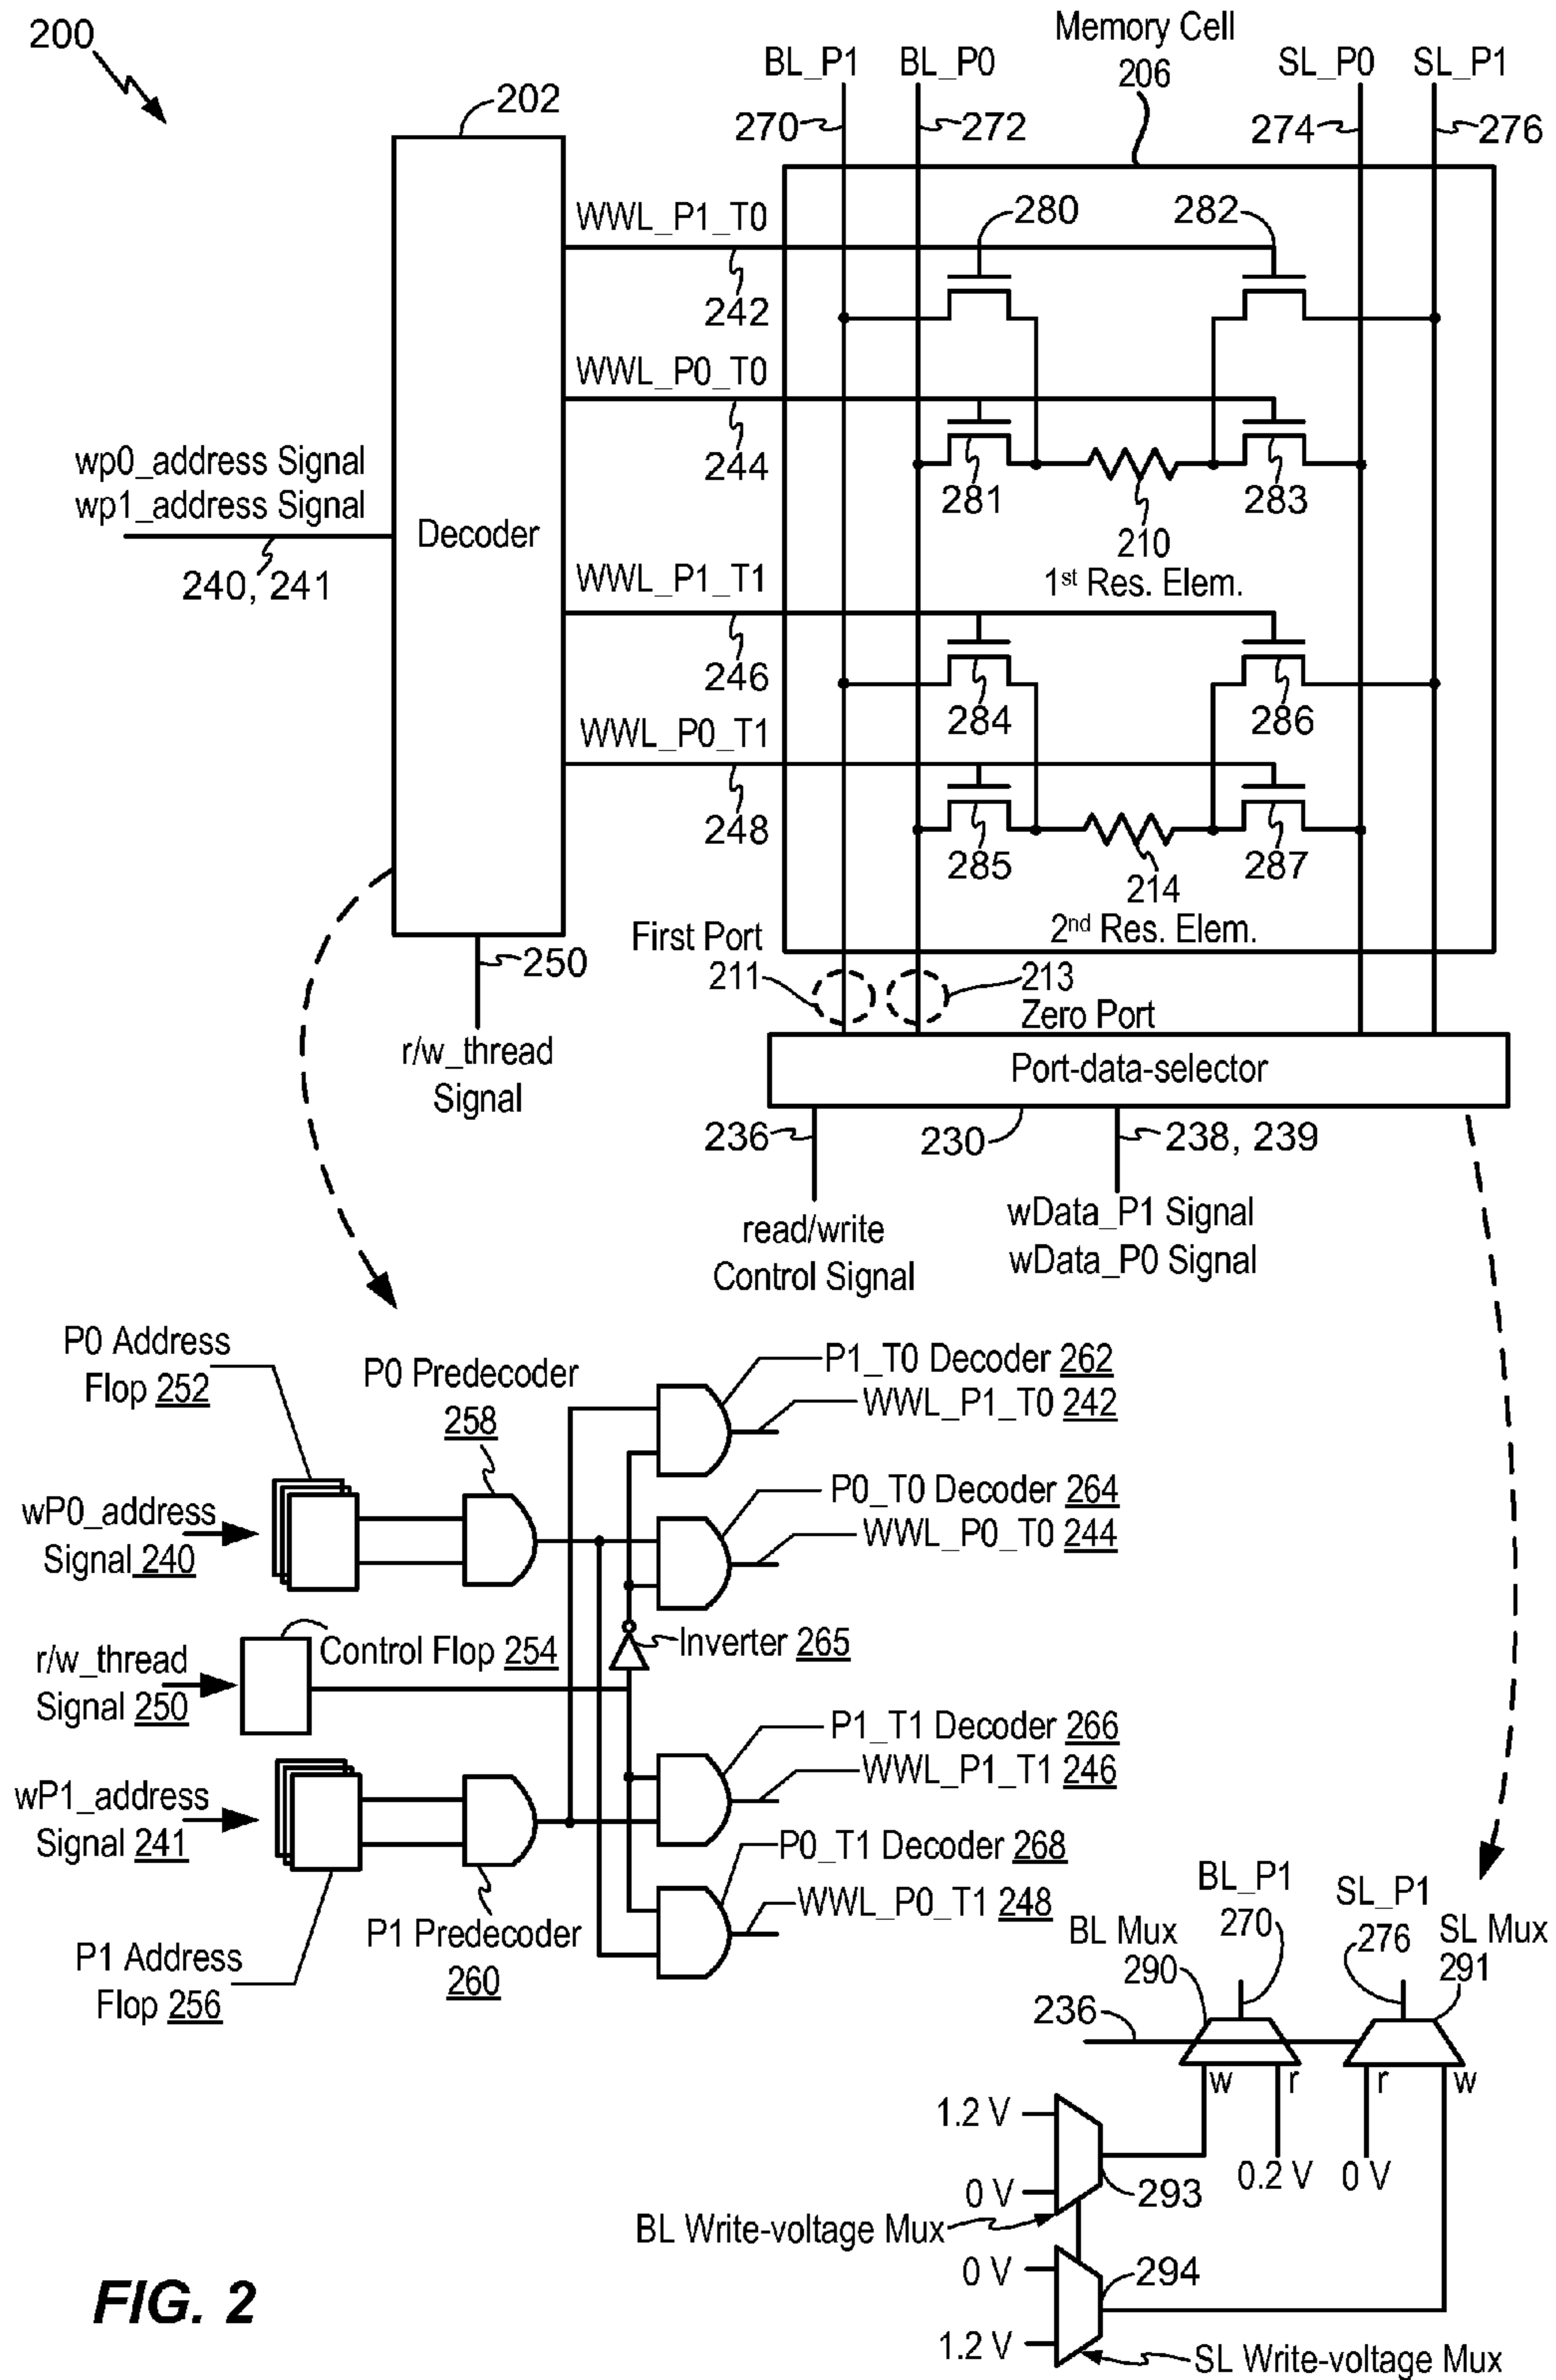 200
202
Memory Cell
206
BL_P1
BL_P0
SL_P0
SL_P1
270
272
274
276
WWL_P1_T0
242
280
282
WWL_P0_T0
244
281
283
210
1st Res. Elem.
wp0_address Signal
wp1_address Signal
240, 241
Decoder
WWL_P1_T1
246
284
286
WWL_P0_T1
248
285
287
214
2nd Res. Elem.
250
r/w_thread
Signal
First Port
211
213
Zero Port
Port-data-selector
236
230
238, 239
read/write
Control Signal
wData_P1 Signal
wData_P0 Signal
P0 Address
Flop 252
P0 Predecoder
258
P1_T0 Decoder 262
WWL_P1_T0 242
wP0_address
Signal 240
P0_T0 Decoder 264
WWL_P0_T0 244
r/w_thread
Signal 250
Control Flop 254
Inverter 265
wP1_address
Signal 241
P1_T1 Decoder 266
WWL_P1_T1 246
P0_T1 Decoder 268
WWL_P0_T1 248
P1 Predecoder
260
P1 Address
Flop 256
BL_P1
270
SL_P1
276
BL Mux
290
SL Mux
291
236
w
r
r
w
1.2 V
0 V
293
0.2 V
0 V
BL Write-voltage Mux
0 V
294
1.2 V
SL Write-voltage Mux
FIG. 2